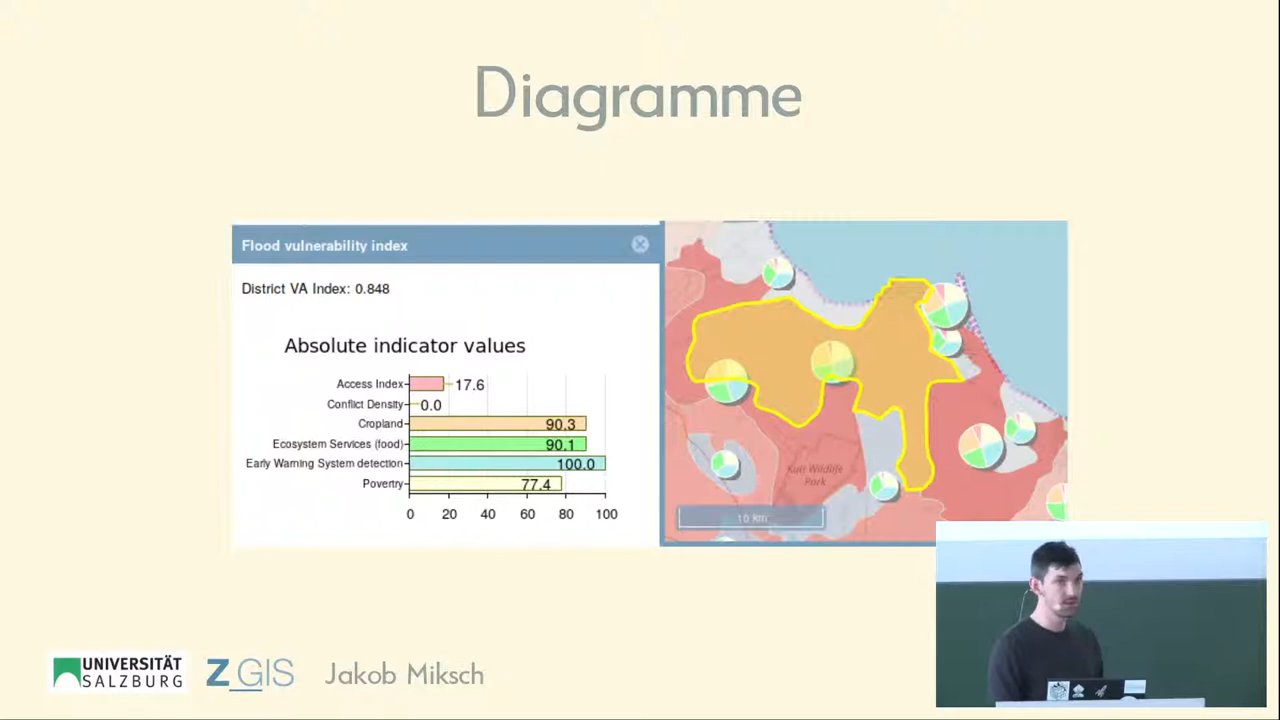 Diagramme
Flood vulnerability index
District VA Index: 0.848
Absolute indicator values
Access Index 17.6
Conflict Density 0.0
Cropland 90.3
Ecosystem Services (food) 90.1
Early Warning System detection 100.0
Povertry 77.4
0 20 40 60 80 100
Kuti Wildlife
Park
10 km
UNIVERSITÄT
SALZBURG
Z_GIS
Jakob Miksch